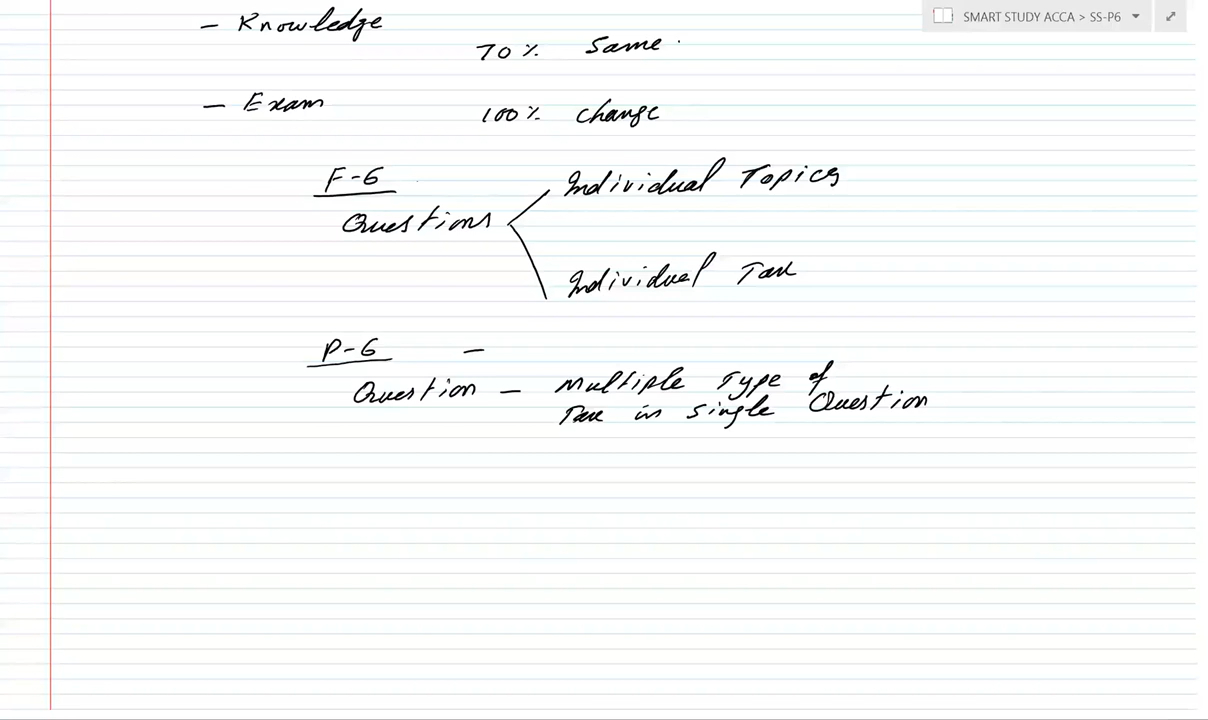 SMART STUDY ACCA > SS-P6
- Knowledge 70% Same.
- Exam 100% change
F-6
Questions
Individual Topics
Individual Tax
P-6 -
Question - Multiple Type of
Tax in single Question